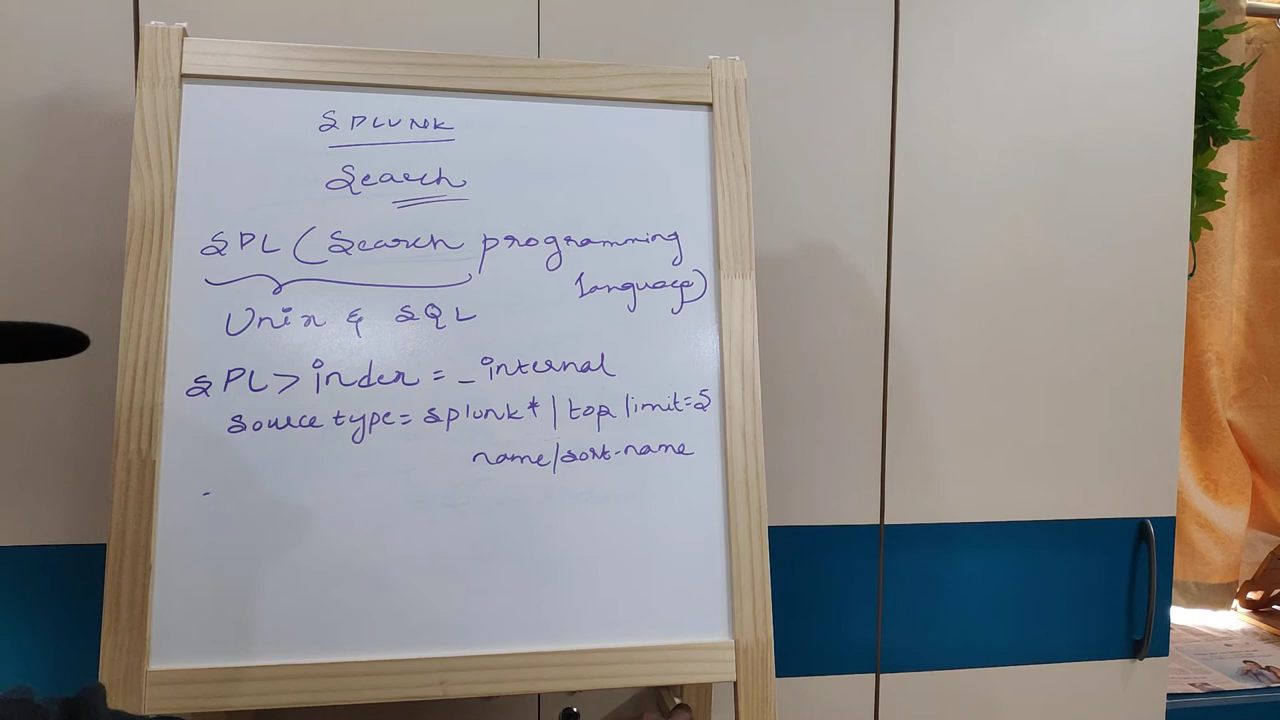 SPLUNK
Search
SPL (Search programming
language)
Unix & SQL
SPL > index = _internal
source type = splunk* | top limit=5
name/sort-name